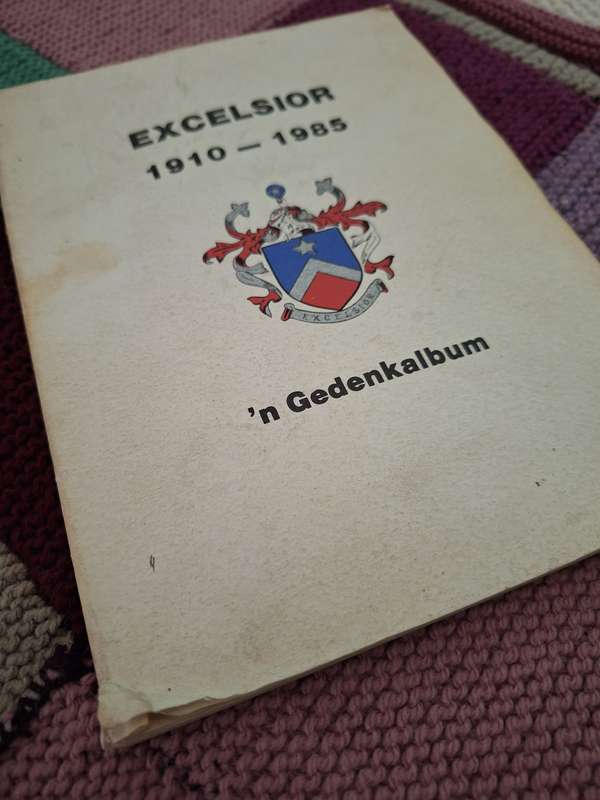 EXCELSIOR
1910 — 1985
EXCELSIOR
'n Gedenkalbum